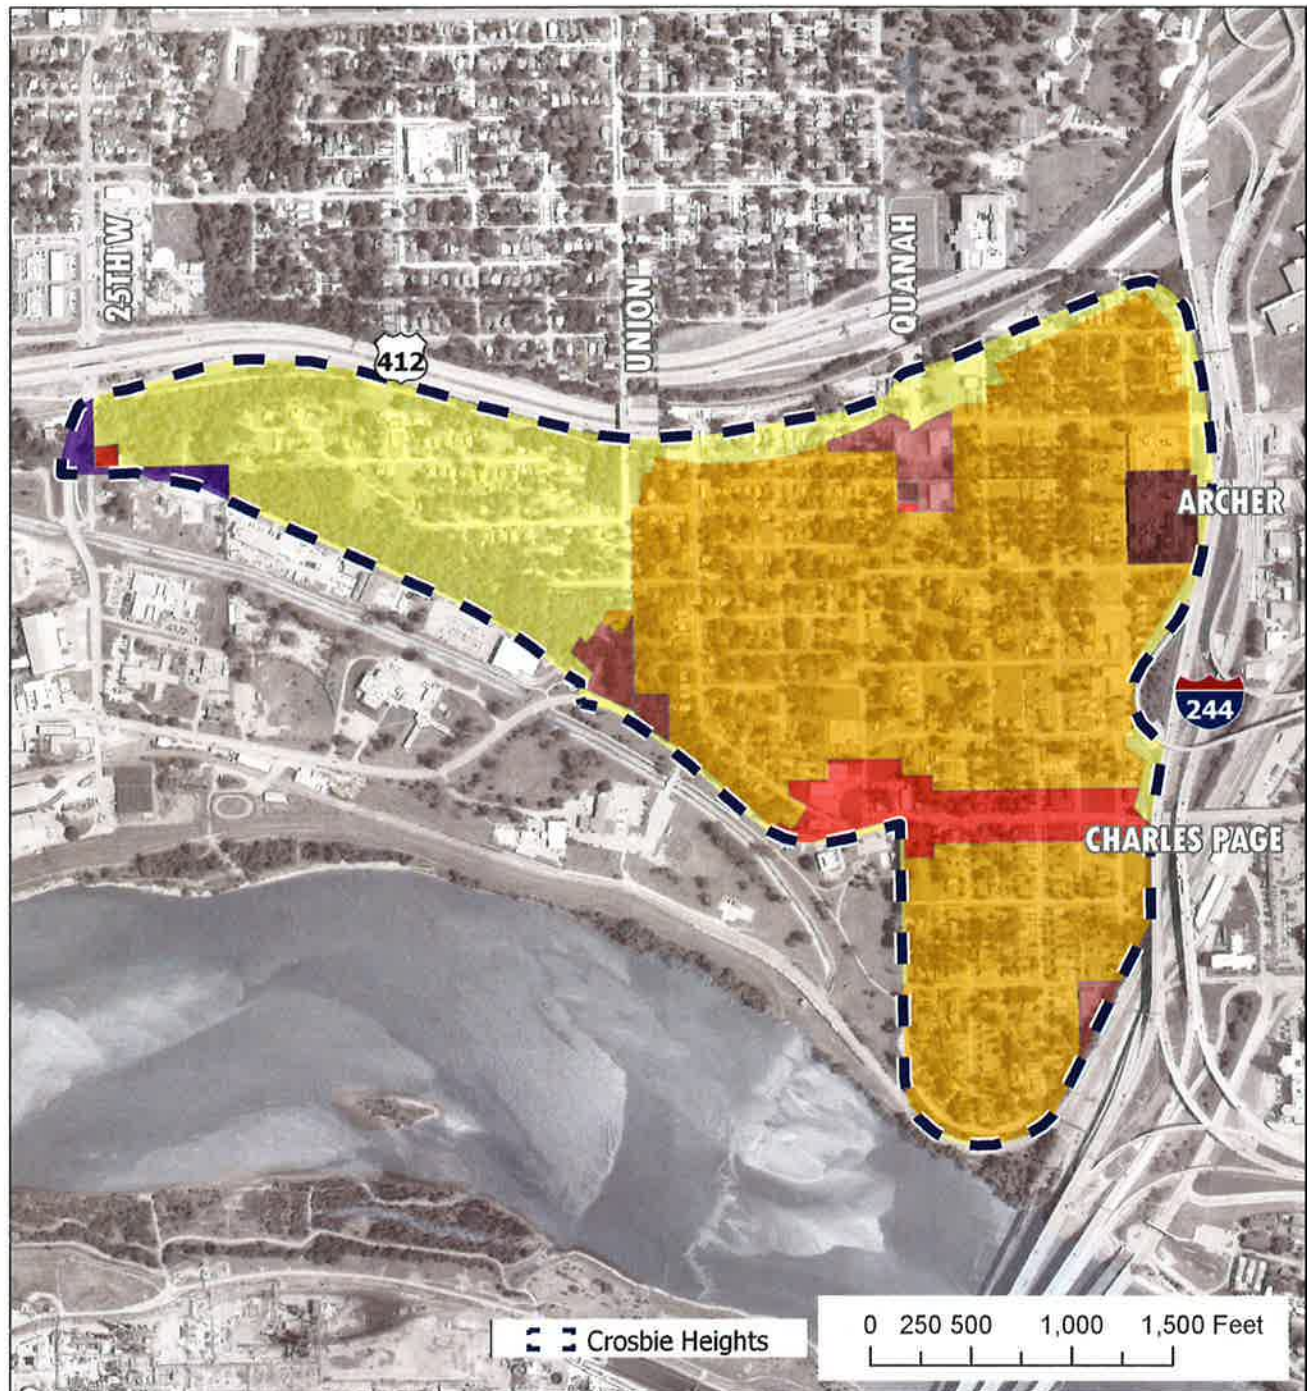 25TH W
UNION
QUANAH
412
ARCHER
244
CHARLES PAGE
Crosbie Heights
0 250 500 1,000 1,500 Feet